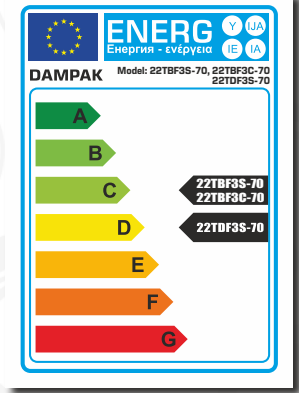 ENERG
Енергия - ενέργεια
Y IJA
IE IA
DAMPAK
Model: 22TBF3S-70, 22TBF3C-70
22TDF3S-70
A
B
C
22TBF3S-70
22TBF3C-70
D
22TDF3S-70
E
F
G